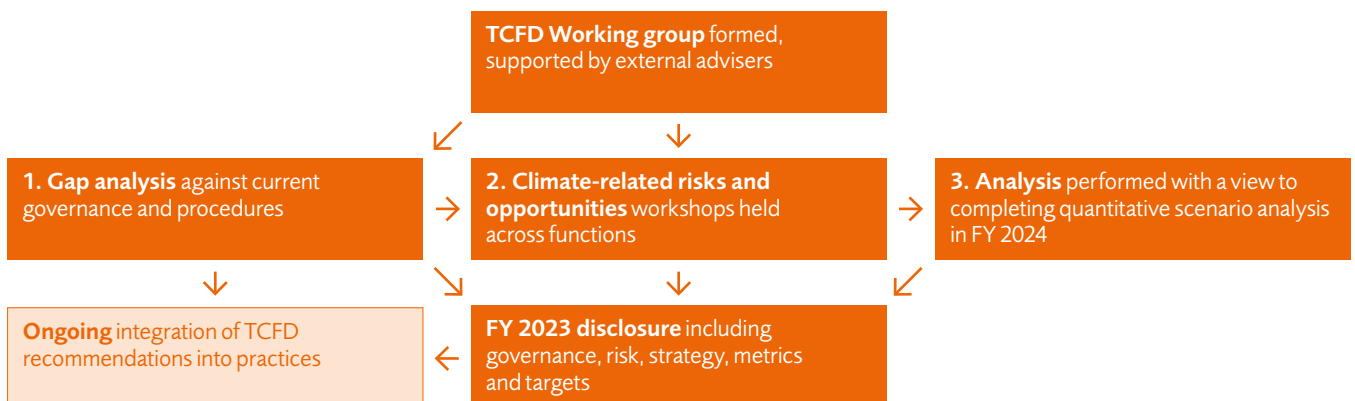 TCFD Working group formed,
supported by external advisers
1. Gap analysis against current
governance and procedures
2. Climate-related risks and
opportunities workshops held
across functions
3. Analysis performed with a view to
completing quantitative scenario analysis
in FY 2024
Ongoing integration of TCFD
recommendations into practices
FY 2023 disclosure including
governance, risk, strategy, metrics
and targets